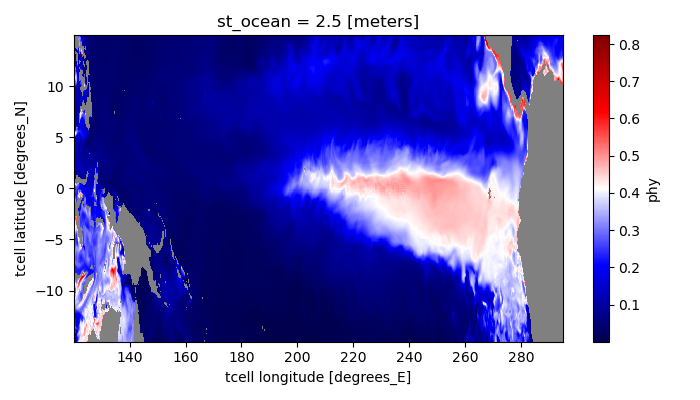 st_ocean = 2.5 [meters]
tcell latitude [degrees_N]
10
5
0
−5
−10
140 160 180 200 220 240 260 280
tcell longitude [degrees_E]
0.8
0.7
0.6
0.5
0.4
0.3
0.2
0.1
phy